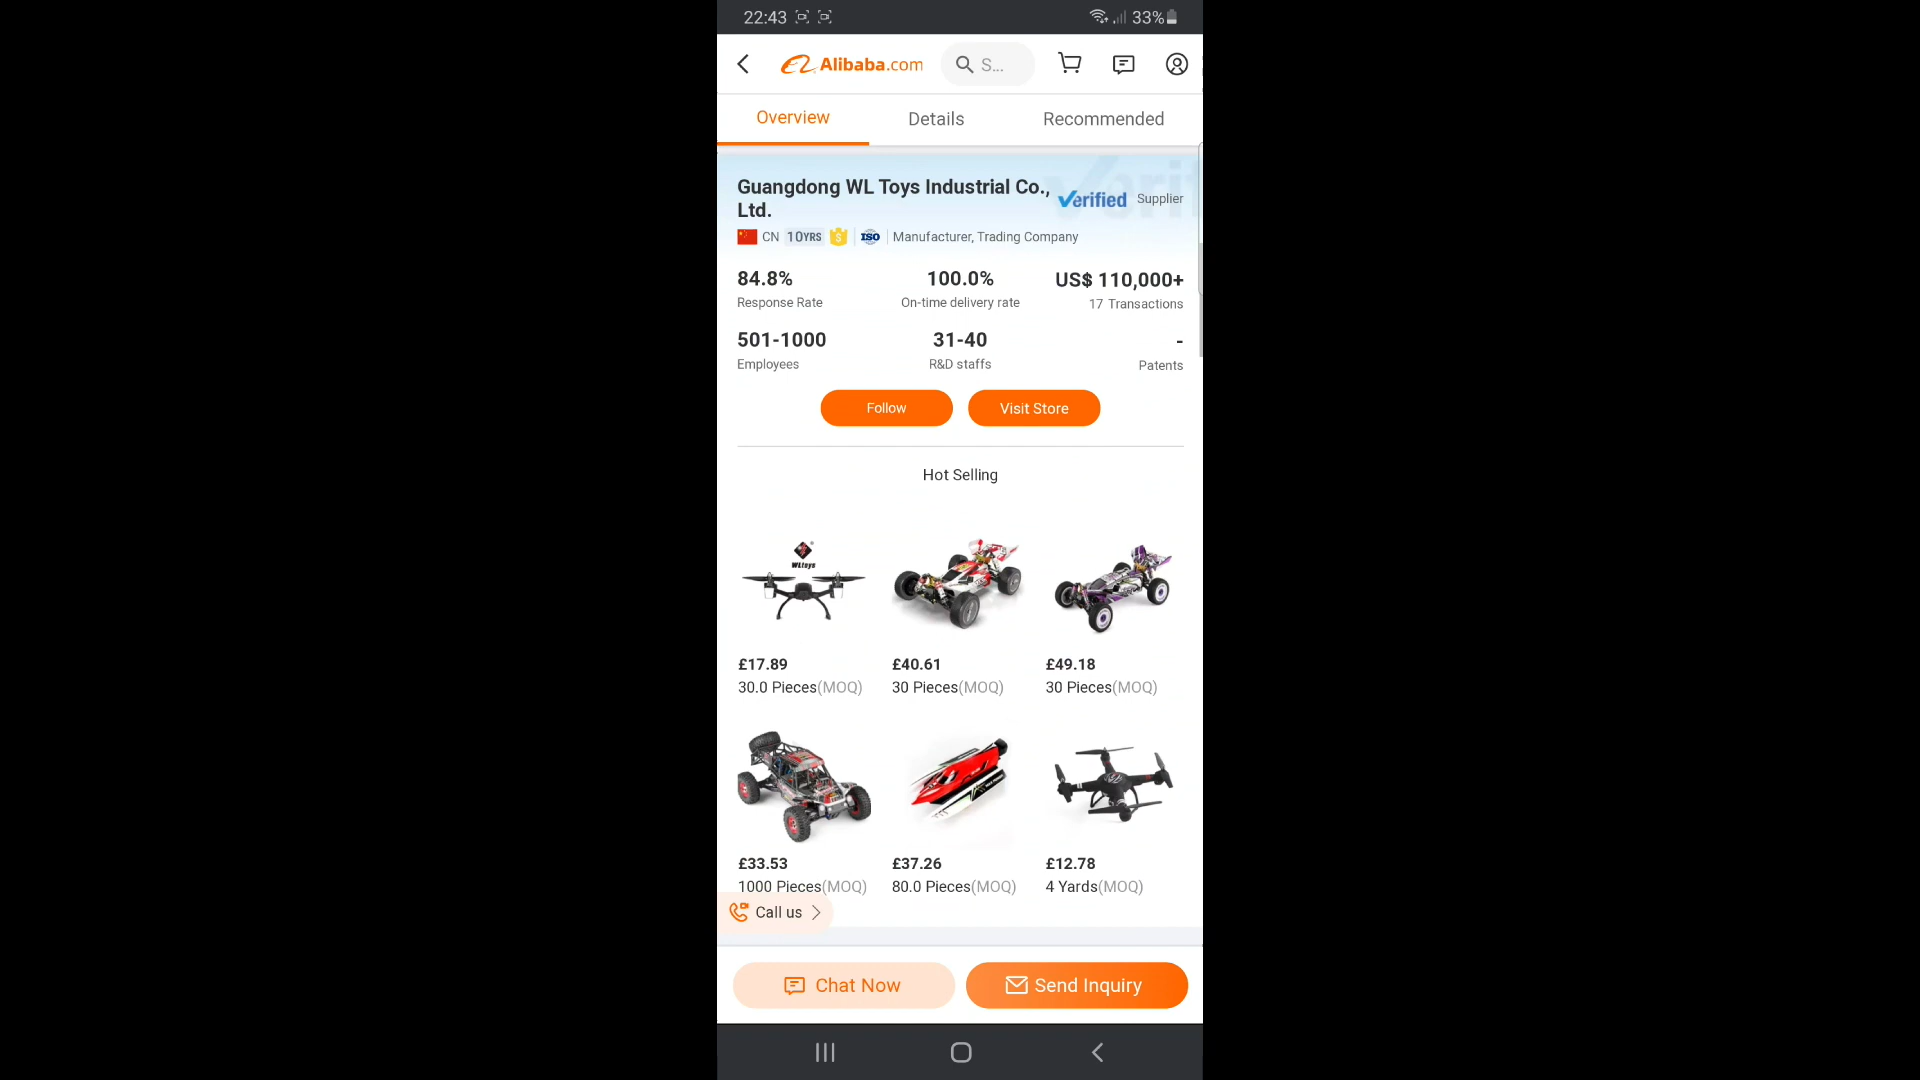 22:43 33%
Alibaba.com S...
Overview Details Recommended
Guangdong WL Toys Industrial Co., Ltd. Verified Supplier
CN 10YRS ISO Manufacturer, Trading Company
84.8% 100.0% US$ 110,000+
Response Rate On-time delivery rate 17 Transactions
501-1000 31-40 -
Employees R&D staffs Patents
Follow Visit Store
Hot Selling
WLtoys
£17.89 £40.61 £49.18
30.0 Pieces(MOQ) 30 Pieces(MOQ) 30 Pieces(MOQ)
£33.53 £37.26 £12.78
1000 Pieces(MOQ) 80.0 Pieces(MOQ) 4 Yards(MOQ)
Call us
Chat Now Send Inquiry